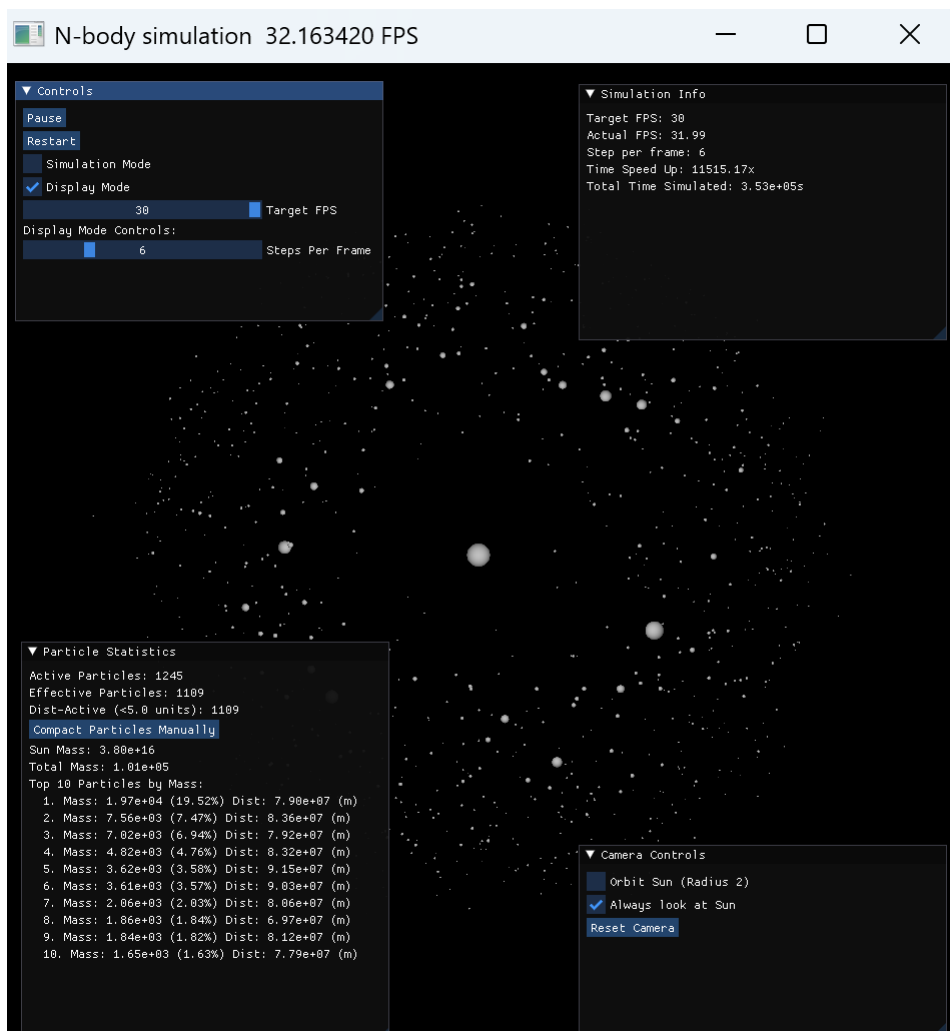 N-body simulation 32.163420 FPS
Controls
Pause
Restart
Simulation Mode
Display Mode
30 Target FPS
Display Mode Controls:
6 Steps Per Frame
Simulation Info
Target FPS: 30
Actual FPS: 31.99
Step per frame: 6
Time Speed Up: 11515.17x
Total Time Simulated: 3.53e+05s
Particle Statistics
Active Particles: 1245
Effective Particles: 1109
Dist-Active (<5.0 units): 1109
Compact Particles Manually
Sun Mass: 3.80e+16
Total Mass: 1.01e+05
Top 10 Particles by Mass:
1. Mass: 1.97e+04 (19.52%) Dist: 7.90e+07 (m)
2. Mass: 7.56e+03 (7.47%) Dist: 8.36e+07 (m)
3. Mass: 7.02e+03 (6.94%) Dist: 7.92e+07 (m)
4. Mass: 4.82e+03 (4.76%) Dist: 8.32e+07 (m)
5. Mass: 3.62e+03 (3.58%) Dist: 9.15e+07 (m)
6. Mass: 3.61e+03 (3.57%) Dist: 9.03e+07 (m)
7. Mass: 2.06e+03 (2.03%) Dist: 8.06e+07 (m)
8. Mass: 1.86e+03 (1.84%) Dist: 6.97e+07 (m)
9. Mass: 1.84e+03 (1.82%) Dist: 8.12e+07 (m)
10. Mass: 1.65e+03 (1.63%) Dist: 7.79e+07 (m)
Camera Controls
Orbit Sun (Radius 2)
Always look at Sun
Reset Camera